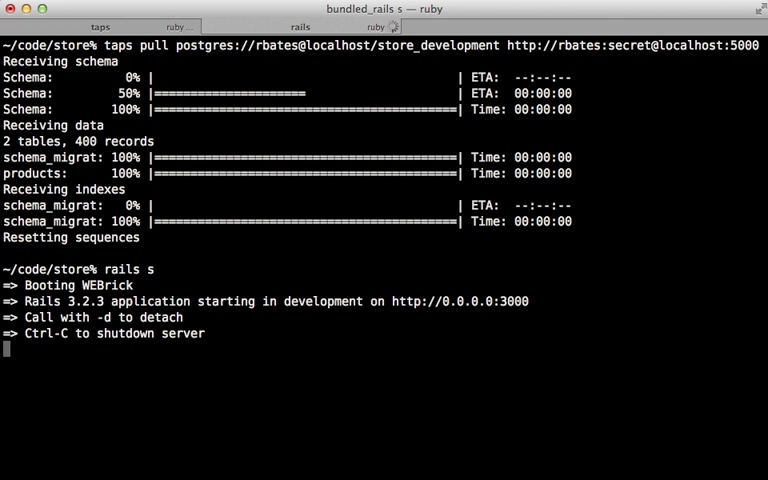 bundled_rails s — ruby
taps ruby... rails ruby
~/code/store% taps pull postgres://rbates@localhost/store_development http://rbates:secret@localhost:5000
Receiving schema
Schema: 0% | | ETA: --:--:--
Schema: 50% |===================== | ETA: 00:00:00
Schema: 100% |==========================================| Time: 00:00:00
Receiving data
2 tables, 400 records
schema_migrat: 100% |==========================================| Time: 00:00:00
products: 100% |==========================================| Time: 00:00:00
Receiving indexes
schema_migrat: 0% | | ETA: --:--:--
schema_migrat: 100% |==========================================| Time: 00:00:00
Resetting sequences
~/code/store% rails s
=> Booting WEBrick
=> Rails 3.2.3 application starting in development on http://0.0.0.0:3000
=> Call with -d to detach
=> Ctrl-C to shutdown server